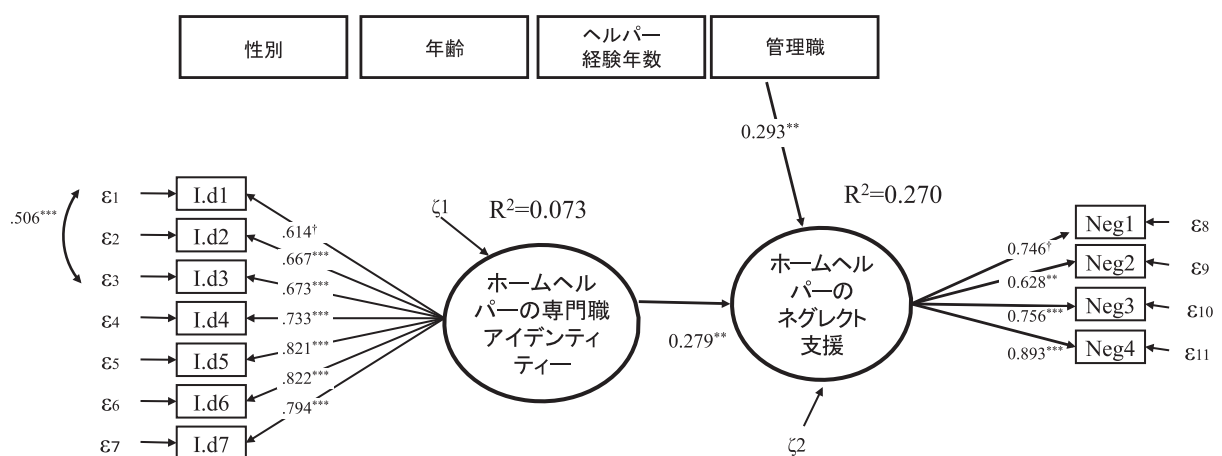 性別
年齢
ヘルパー
経験年数
管理職
0.293**
.506***
ε1
I.d1
ε2
I.d2
ε3
I.d3
ε4
I.d4
ε5
I.d5
ε6
I.d6
ε7
I.d7
.614†
.667***
.673***
.733***
.821***
.822***
.794***
ζ1
R²=0.073
ホームヘル
パーの専門職
アイデンティ
ティー
0.279**
R²=0.270
ホームヘル
パーの
ネグレクト
支援
ζ2
0.746†
0.628**
0.756***
0.893***
Neg1
ε8
Neg2
ε9
Neg3
ε10
Neg4
ε11